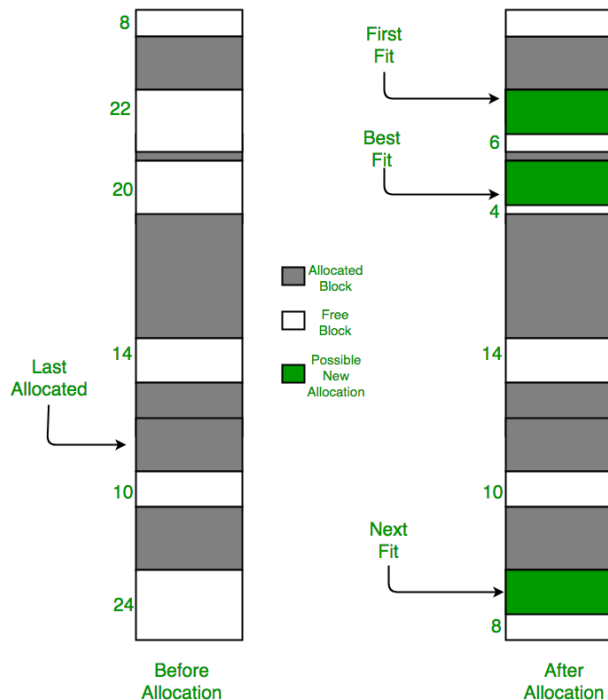 8
22
20
14
Last
Allocated
10
24
Before
Allocation
Allocated
Block
Free
Block
Possible
New
Allocation
First
Fit
6
Best
Fit
4
14
10
Next
Fit
8
After
Allocation